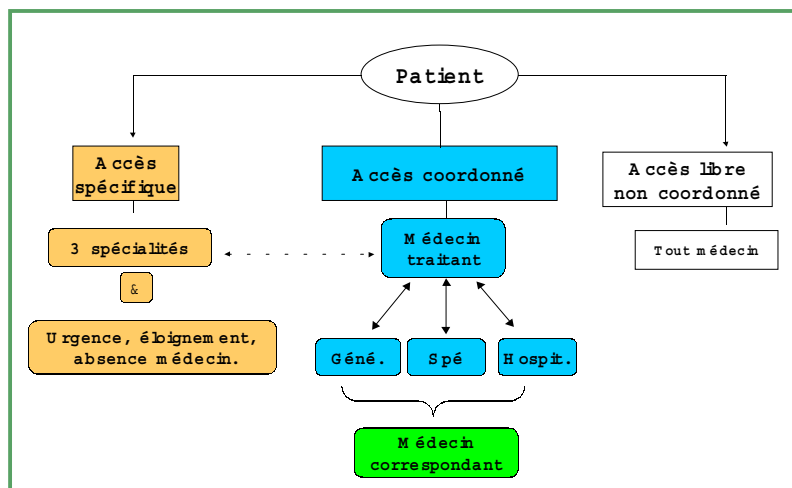 Patient
Accès
spécifique
Accès coordonné
Accès libre
non coordonné
3 spécialités
Médecin
traitant
Tout médecin
&
Urgence, éloignement,
absence médecin.
Géné.
Spé
Hospit.
Médecin
correspondant